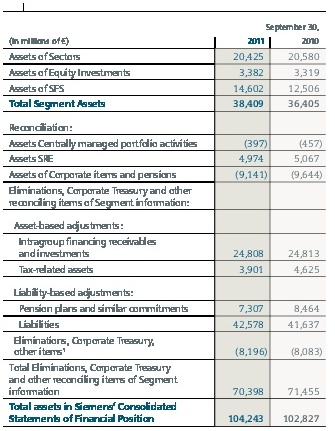 September 30,
(in millions of €) 2011 2010
Assets of Sectors 20,425 20,580
Assets of Equity Investments 3,382 3,319
Assets of SFS 14,602 12,506
Total Segment Assets 38,409 36,405
Reconciliation:
Assets Centrally managed portfolio activities (397) (457)
Assets SRE 4,974 5,067
Assets of Corporate items and pensions (9,141) (9,644)
Eliminations, Corporate Treasury and other
reconciling items of Segment information:
Asset-based adjustments:
Intragroup financing receivables
and investments 24,808 24,813
Tax-related assets 3,901 4,625
Liability-based adjustments:
Pension plans and similar commitments 7,307 8,464
Liabilities 42,578 41,637
Eliminations, Corporate Treasury,
other items¹ (8,196) (8,083)
Total Eliminations, Corporate Treasury
and other reconciling items of Segment
information 70,398 71,455
Total assets in Siemens' Consolidated
Statements of Financial Position 104,243 102,827